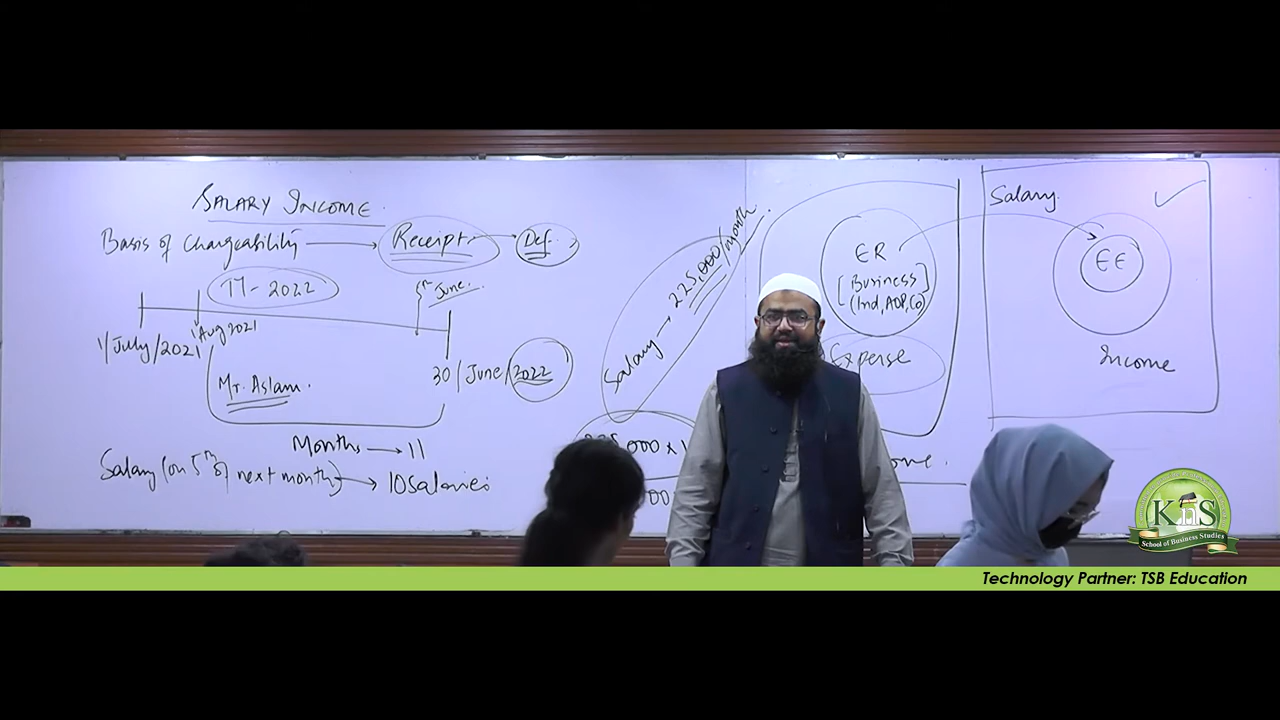 SALARY INCOME.
Basis of Chargeability → Receipt → Def.
TY-2022
5th June.
1/July/2021
1 Aug 2021
30/June/2022
Mr. Aslam.
Months → 11
Salary (on 5th of next month) → 10 Salaries
Salary → 225,000/month
ER
[Business]
(Ind, AOP, Co)
Expense
Salary.
EE
Income
KnS
School of Business Studies
Technology Partner: TSB Education